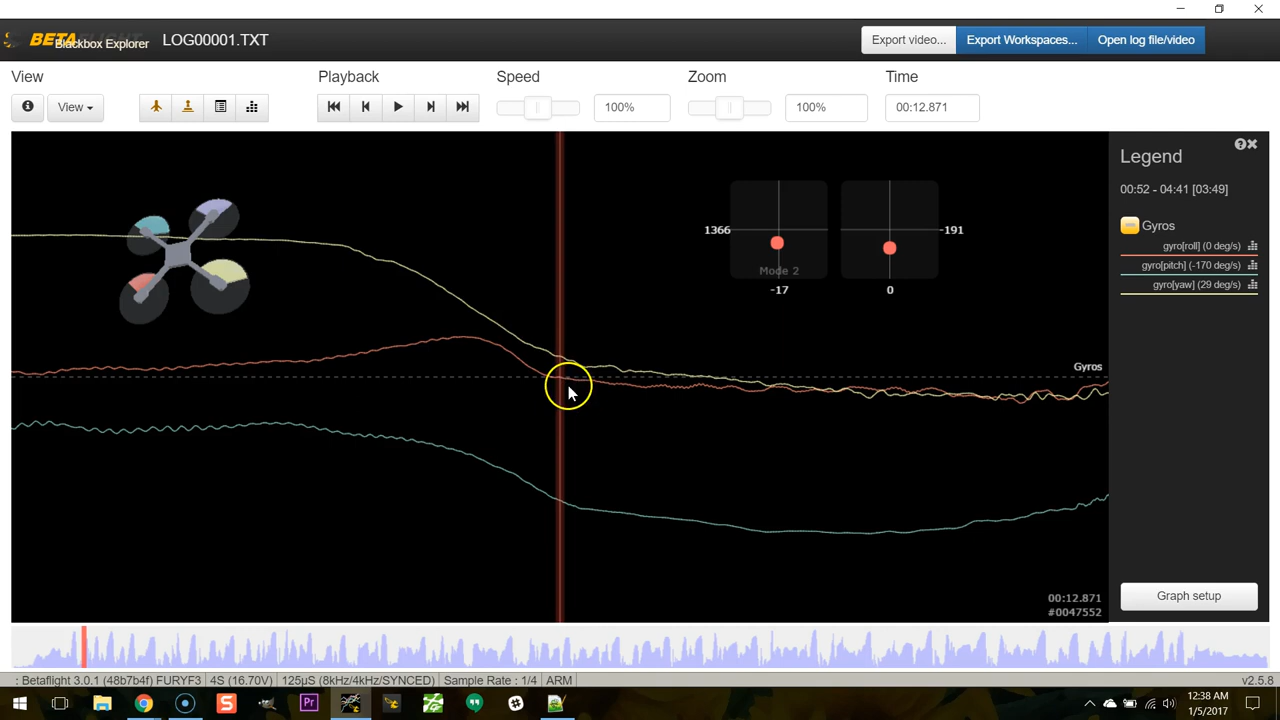 BETAFLIGHT
Blackbox Explorer
LOG00001.TXT
Export video...
Export Workspaces...
Open log file/video
View
Playback
Speed
Zoom
Time
View
100%
100%
00:12.871
Legend
00:52 - 04:41 [03:49]
Gyros
gyro[roll] (0 deg/s)
gyro[pitch] (-170 deg/s)
gyro[yaw] (29 deg/s)
1366
-191
Mode 2
-17
0
Gyros
00:12.871
#0047552
Graph setup
: Betaflight 3.0.1 (48b7b4f) FURYF3
4S (16.70V)
125µS (8kHz/4kHz/SYNCED)
Sample Rate : 1/4
ARM
v2.5.8
12:38 AM
1/5/2017